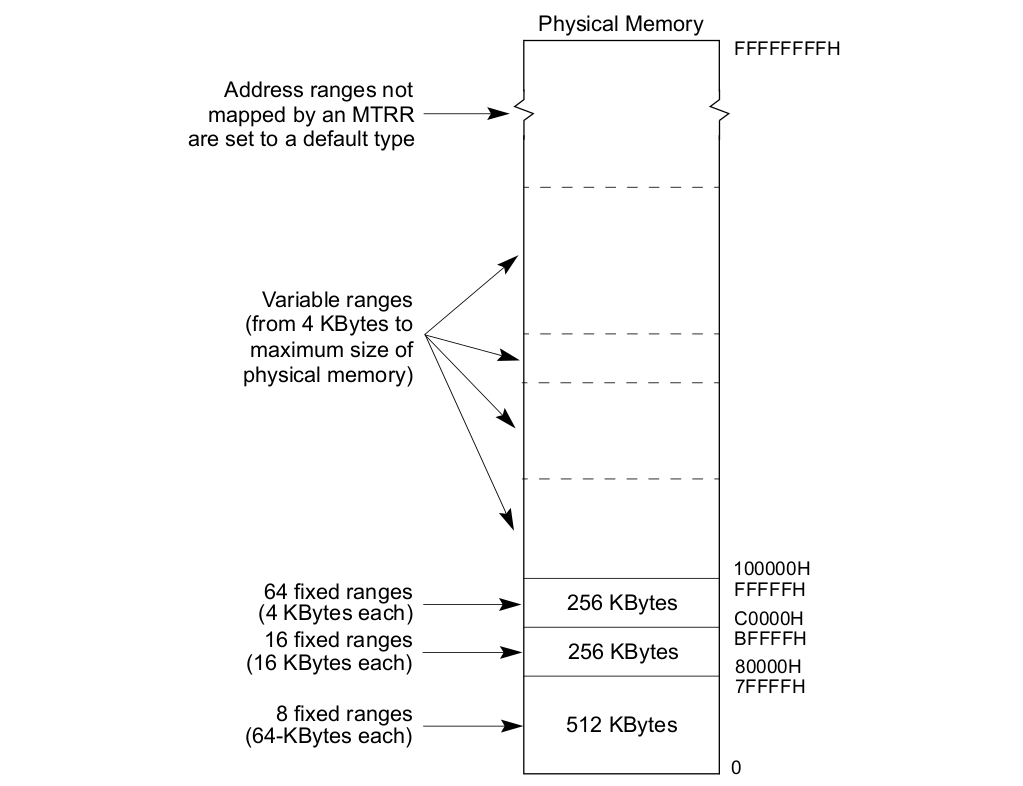 Physical Memory
FFFFFFFFH
Address ranges not
mapped by an MTRR
are set to a default type
Variable ranges
(from 4 KBytes to
maximum size of
physical memory)
100000H
64 fixed ranges
(4 KBytes each)
256 KBytes
FFFFFH
C0000H
16 fixed ranges
(16 KBytes each)
256 KBytes
BFFFFH
80000H
8 fixed ranges
(64-KBytes each)
512 KBytes
7FFFFH
0